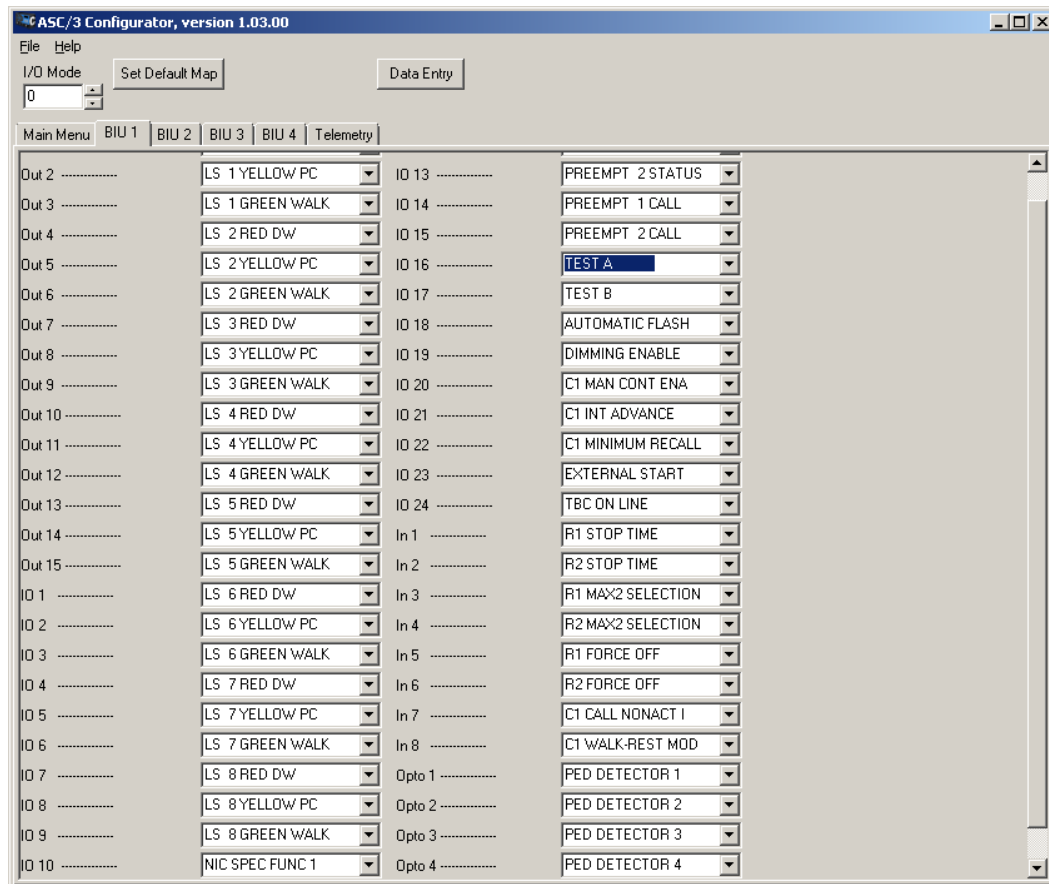 ASC/3 Configurator, version 1.03.00
File Help
I/O Mode
Set Default Map
Data Entry
0
Main Menu BIU 1 BIU 2 BIU 3 BIU 4 Telemetry
Out 2 -------------- LS 1 YELLOW PC IO 13 -------------- PREEMPT 2 STATUS
Out 3 -------------- LS 1 GREEN WALK IO 14 -------------- PREEMPT 1 CALL
Out 4 -------------- LS 2 RED DW IO 15 -------------- PREEMPT 2 CALL
Out 5 -------------- LS 2 YELLOW PC IO 16 -------------- TEST A
Out 6 -------------- LS 2 GREEN WALK IO 17 -------------- TEST B
Out 7 -------------- LS 3 RED DW IO 18 -------------- AUTOMATIC FLASH
Out 8 -------------- LS 3 YELLOW PC IO 19 -------------- DIMMING ENABLE
Out 9 -------------- LS 3 GREEN WALK IO 20 -------------- C1 MAN CONT ENA
Out 10 -------------- LS 4 RED DW IO 21 -------------- C1 INT ADVANCE
Out 11 -------------- LS 4 YELLOW PC IO 22 -------------- C1 MINIMUM RECALL
Out 12 -------------- LS 4 GREEN WALK IO 23 -------------- EXTERNAL START
Out 13 -------------- LS 5 RED DW IO 24 -------------- TBC ON LINE
Out 14 -------------- LS 5 YELLOW PC In 1 -------------- R1 STOP TIME
Out 15 -------------- LS 5 GREEN WALK In 2 -------------- R2 STOP TIME
IO 1 -------------- LS 6 RED DW In 3 -------------- R1 MAX2 SELECTION
IO 2 -------------- LS 6 YELLOW PC In 4 -------------- R2 MAX2 SELECTION
IO 3 -------------- LS 6 GREEN WALK In 5 -------------- R1 FORCE OFF
IO 4 -------------- LS 7 RED DW In 6 -------------- R2 FORCE OFF
IO 5 -------------- LS 7 YELLOW PC In 7 -------------- C1 CALL NONACT I
IO 6 -------------- LS 7 GREEN WALK In 8 -------------- C1 WALK-REST MOD
IO 7 -------------- LS 8 RED DW Opto 1 -------------- PED DETECTOR 1
IO 8 -------------- LS 8 YELLOW PC Opto 2 -------------- PED DETECTOR 2
IO 9 -------------- LS 8 GREEN WALK Opto 3 -------------- PED DETECTOR 3
IO 10 -------------- NIC SPEC FUNC 1 Opto 4 -------------- PED DETECTOR 4